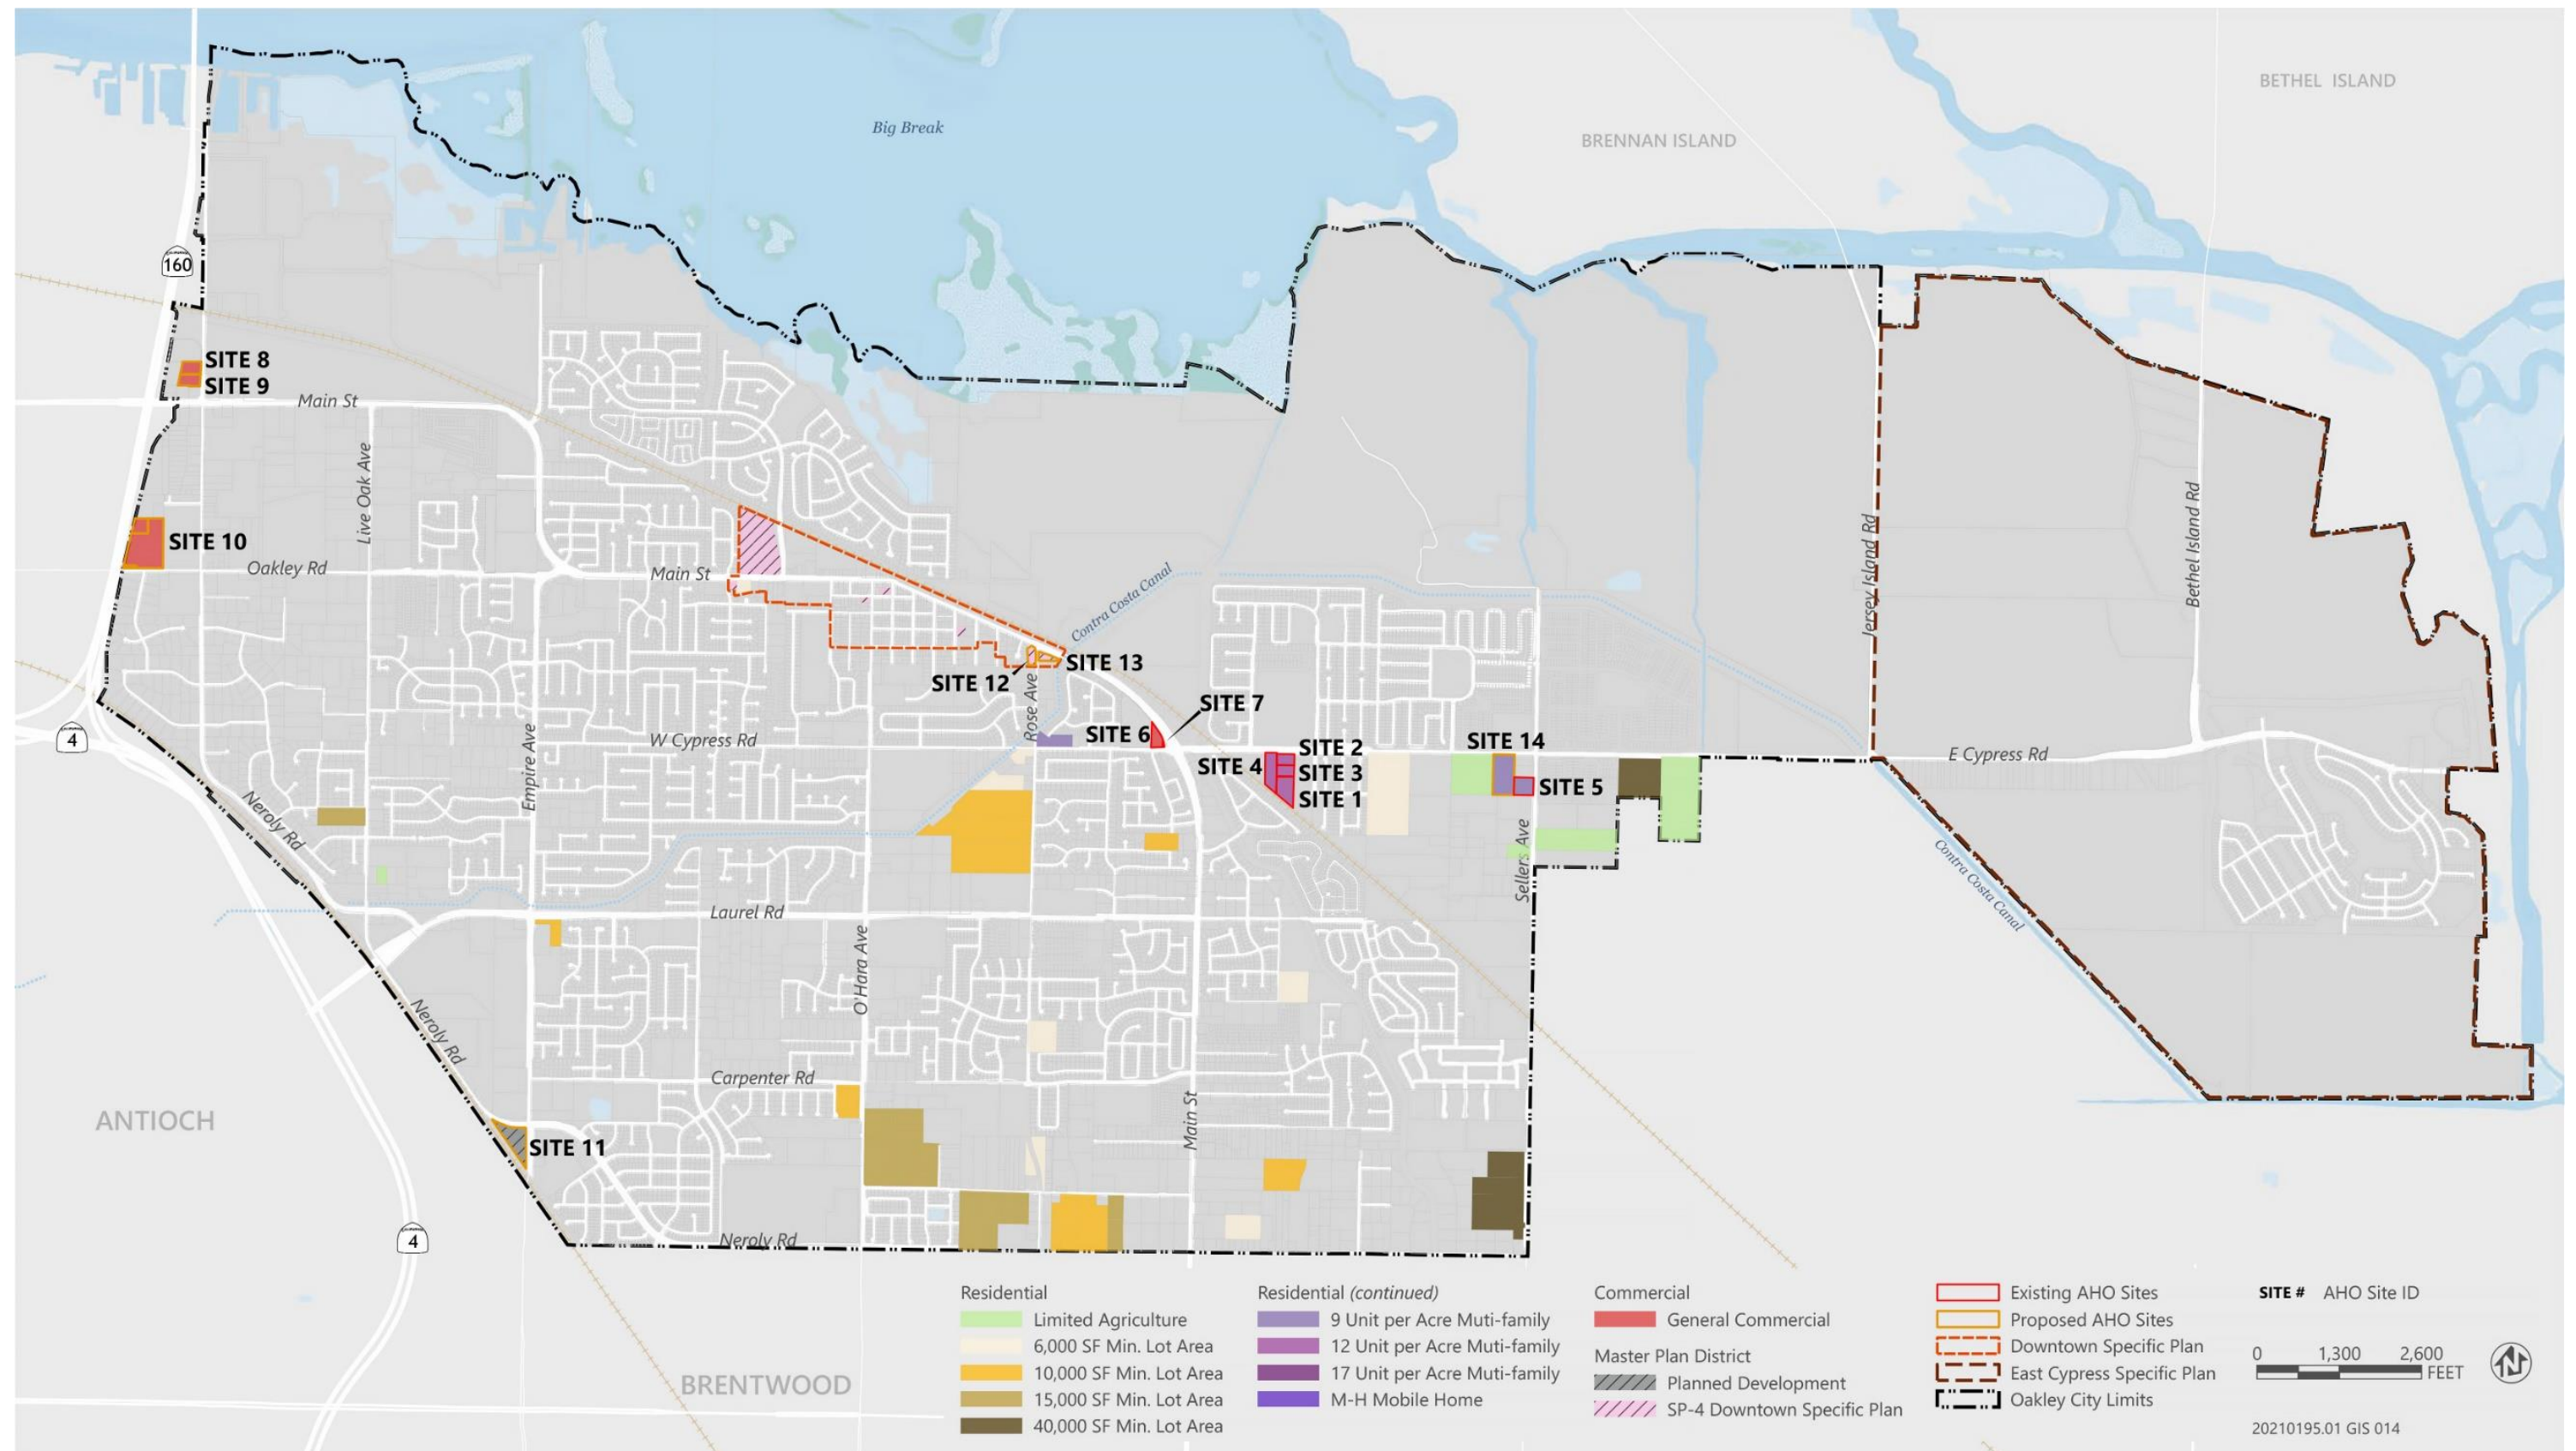 BETHEL ISLAND
Big Break
BRENNAN ISLAND
160
SITE 8
SITE 9
Main St
Live Oak Ave
SITE 10
Oakley Rd
Main St
Contra Costa Canal
Jersey Island Rd
Bethel Island Rd
SITE 13
SITE 12
Rose Ave
SITE 7
SITE 6
4
Empire Ave
W Cypress Rd
SITE 2
SITE 4
SITE 3
SITE 1
SITE 14
SITE 5
E Cypress Rd
Neroly Rd
Sellers Ave
Contra Costa Canal
Laurel Rd
O'Hara Ave
Neroly Rd
Carpenter Rd
Main St
ANTIOCH
SITE 11
4
Neroly Rd
BRENTWOOD
Residential
Limited Agriculture
6,000 SF Min. Lot Area
10,000 SF Min. Lot Area
15,000 SF Min. Lot Area
40,000 SF Min. Lot Area
Residential (continued)
9 Unit per Acre Muti-family
12 Unit per Acre Muti-family
17 Unit per Acre Muti-family
M-H Mobile Home
Commercial
General Commercial
Master Plan District
Planned Development
SP-4 Downtown Specific Plan
Existing AHO Sites
Proposed AHO Sites
Downtown Specific Plan
East Cypress Specific Plan
Oakley City Limits
SITE # AHO Site ID
0 1,300 2,600
FEET
N
20210195.01 GIS 014